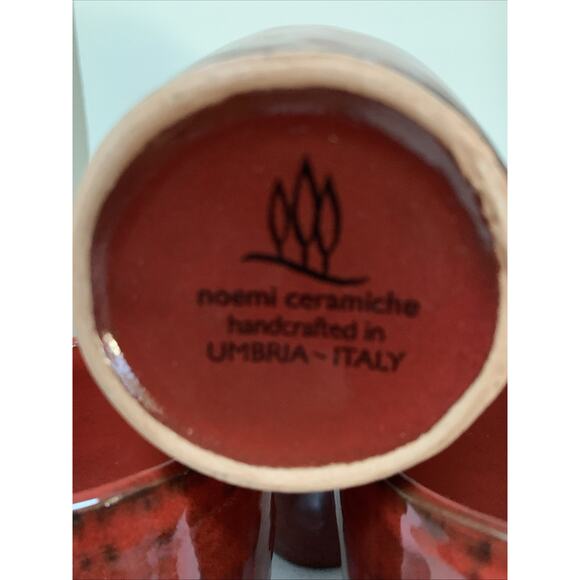 noemi ceramiche
handcrafted in
UMBRIA ~ ITALY